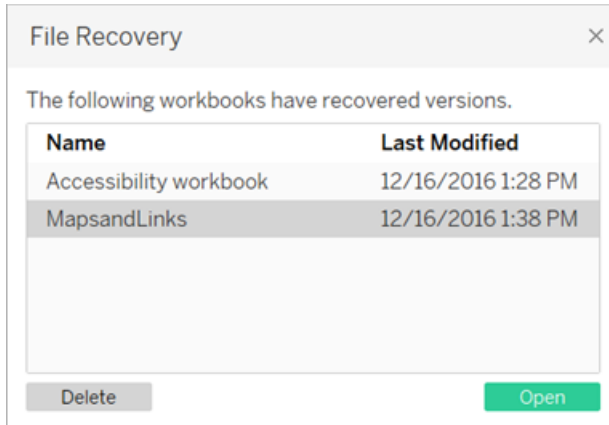 File Recovery
The following workbooks have recovered versions.
Name Last Modified
Accessibility workbook 12/16/2016 1:28 PM
MapsandLinks 12/16/2016 1:38 PM
Delete Open